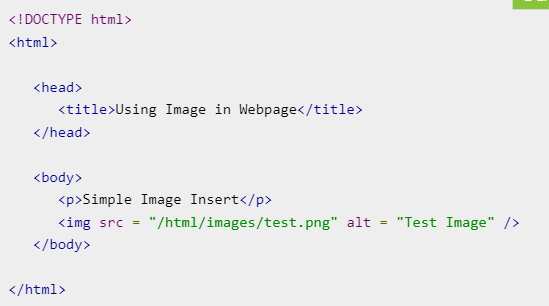 <!DOCTYPE html>
<html>
<head>
<title>Using Image in Webpage</title>
</head>
<body>
<p>Simple Image Insert</p>
<img src = "/html/images/test.png" alt = "Test Image" />
</body>
</html>